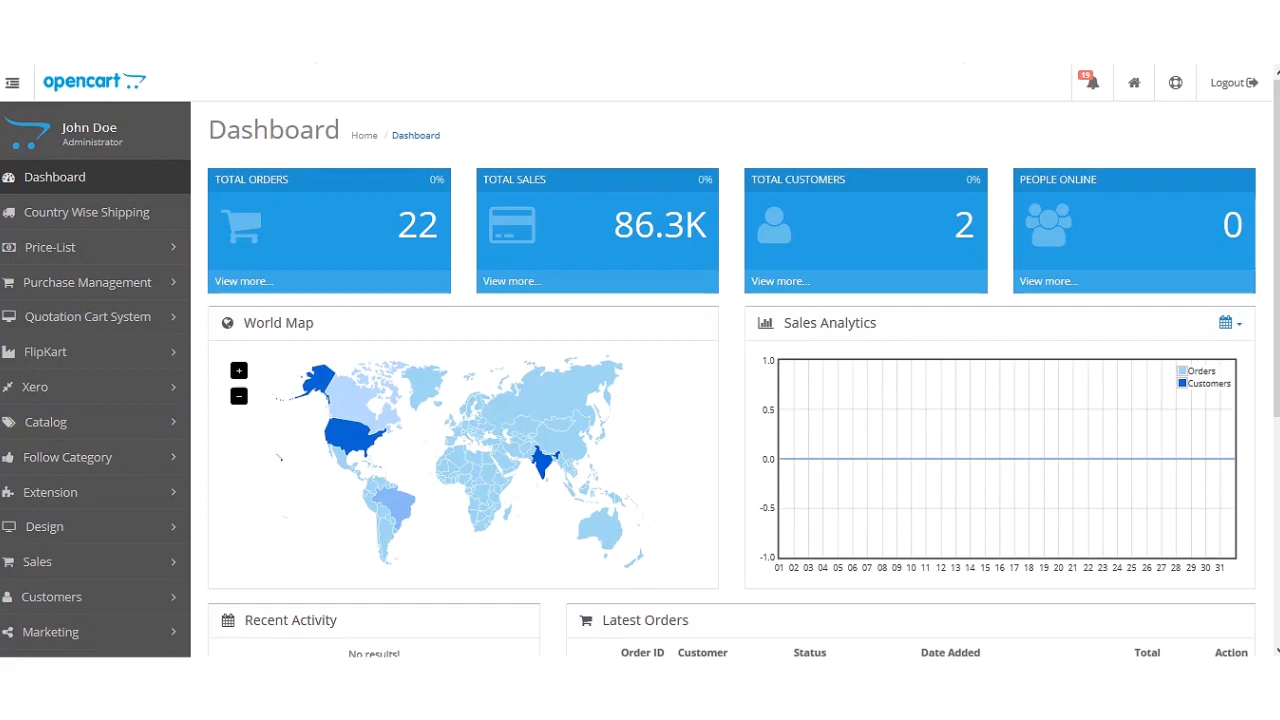 opencart
19
Logout
John Doe
Administrator
Dashboard
Country Wise Shipping
Price-List
Purchase Management
Quotation Cart System
FlipKart
Xero
Catalog
Follow Category
Extension
Design
Sales
Customers
Marketing
Dashboard Home / Dashboard
TOTAL ORDERS 0%
22
View more...
TOTAL SALES 0%
86.3K
View more...
TOTAL CUSTOMERS 0%
2
View more...
PEOPLE ONLINE
0
View more...
World Map
+
−
Sales Analytics
1.0
0.5
0.0
-0.5
-1.0
Orders
Customers
01 02 03 04 05 06 07 08 09 10 11 12 13 14 15 16 17 18 19 20 21 22 23 24 25 26 27 28 29 30 31
Recent Activity
No results!
Latest Orders
Order ID Customer Status Date Added Total Action